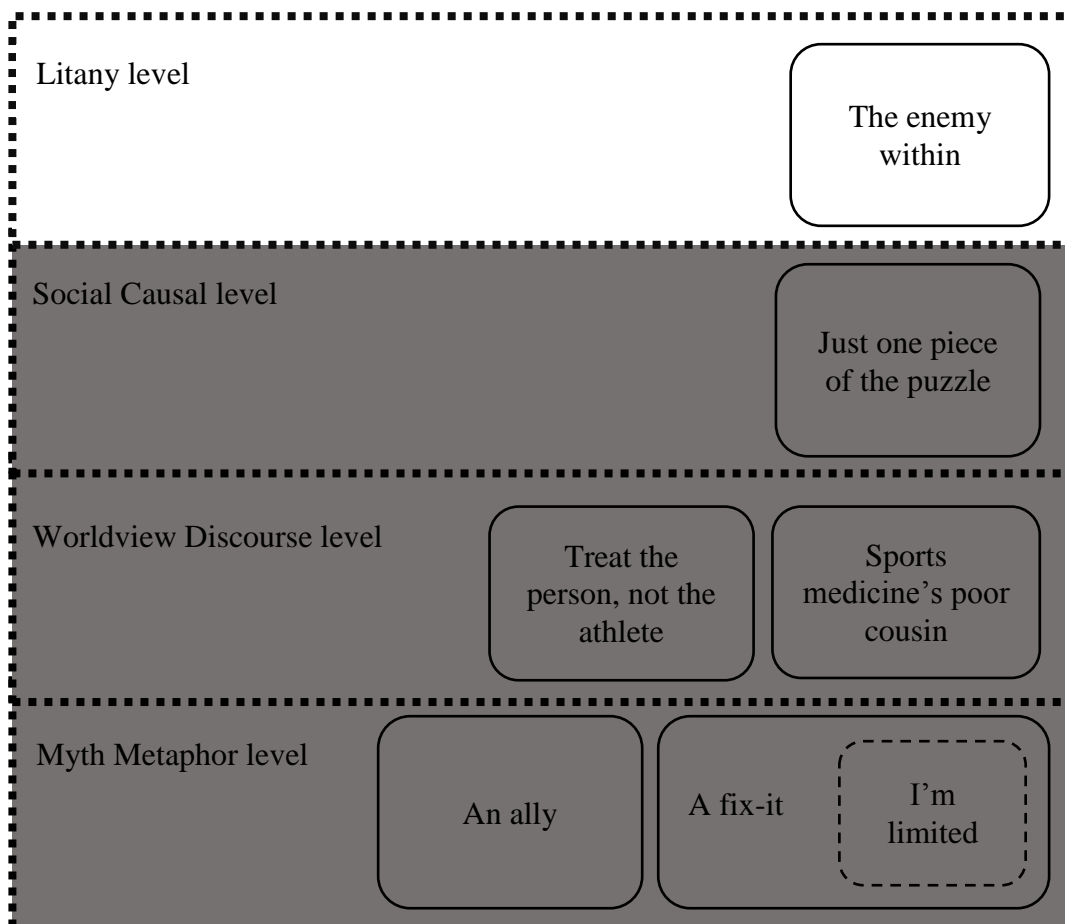 Litany level
The enemy
within
Social Causal level
Just one piece
of the puzzle
Worldview Discourse level
Treat the
person, not the
athlete
Sports
medicine’s poor
cousin
Myth Metaphor level
An ally
A fix-it
I’m
limited